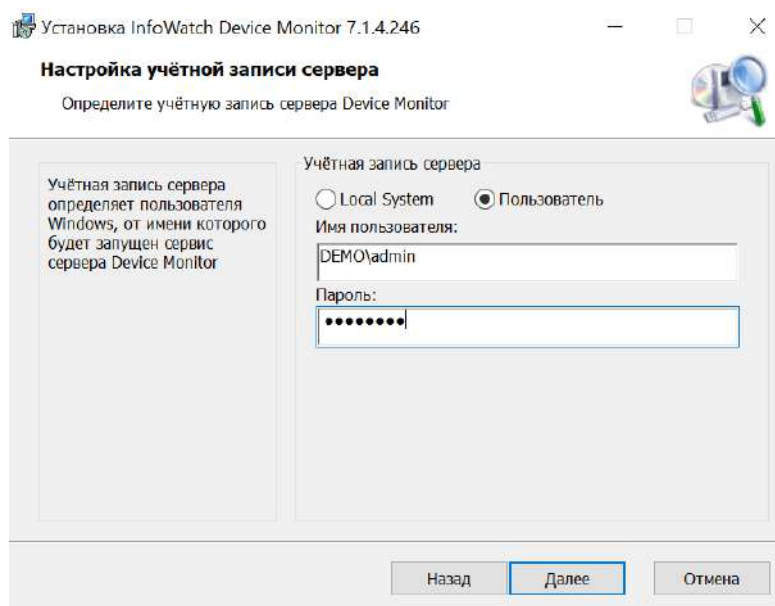 Установка InfoWatch Device Monitor 7.1.4.246
Настройка учётной записи сервера
Определите учётную запись сервера Device Monitor
Учётная запись сервера
определяет пользователя
Windows, от имени которого
будет запущен сервис
сервера Device Monitor
Учётная запись сервера
Local System
Пользователь
Имя пользователя:
DEMO\admin
Пароль:
••••••••
Назад
Далее
Отмена